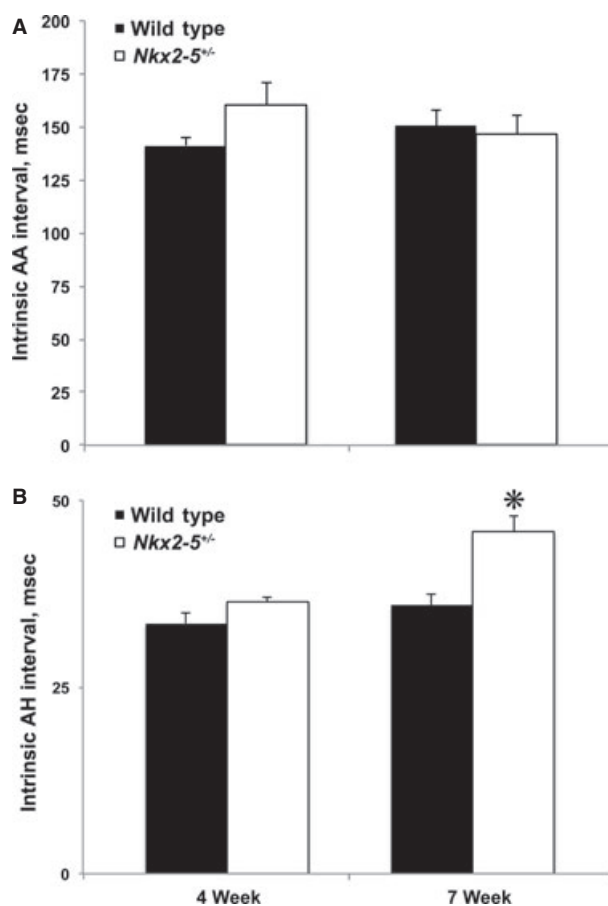 A
200
Wild type
Nkx2-5+/-
175
150
125
100
75
50
25
0
Intrinsic AA interval, msec
B
50
Wild type
Nkx2-5+/-
25
0
Intrinsic AH interval, msec
*
4 Week
7 Week